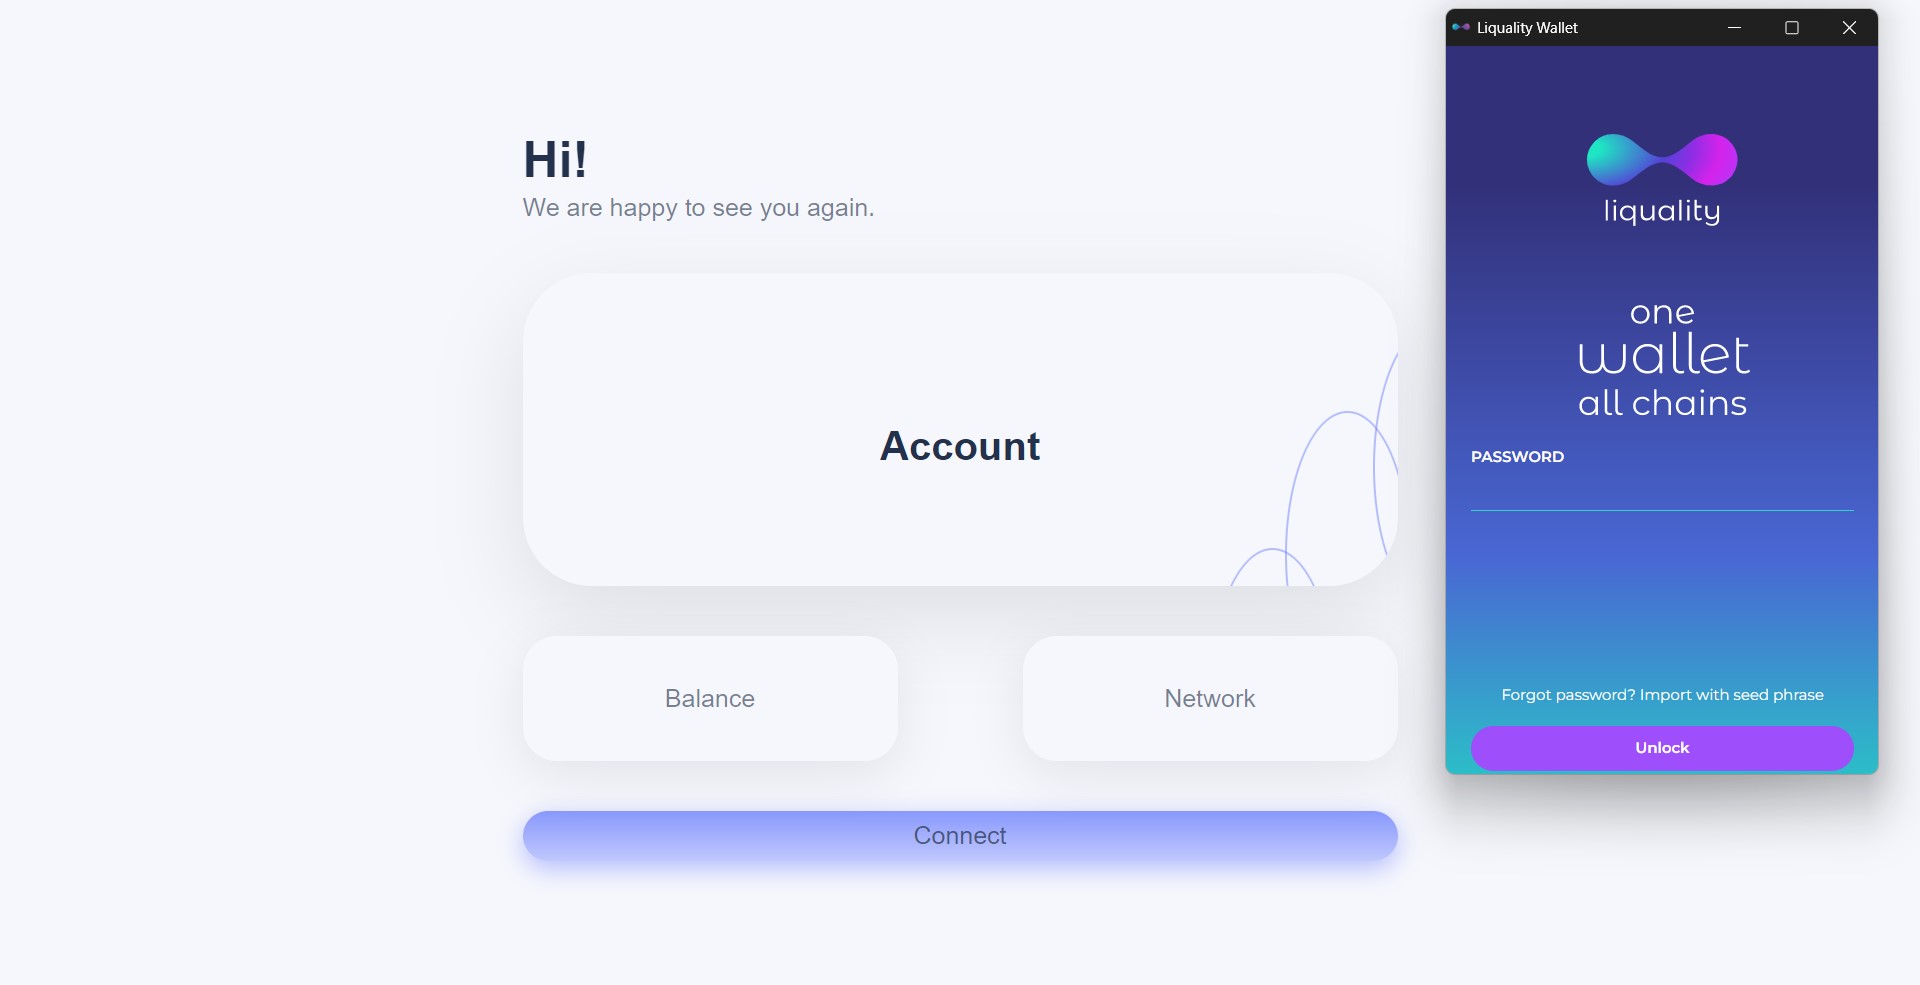 Hi!
We are happy to see you again.
Account
Balance
Network
Connect
Liquality Wallet
liquality
one
wallet
all chains
PASSWORD
Forgot password? Import with seed phrase
Unlock